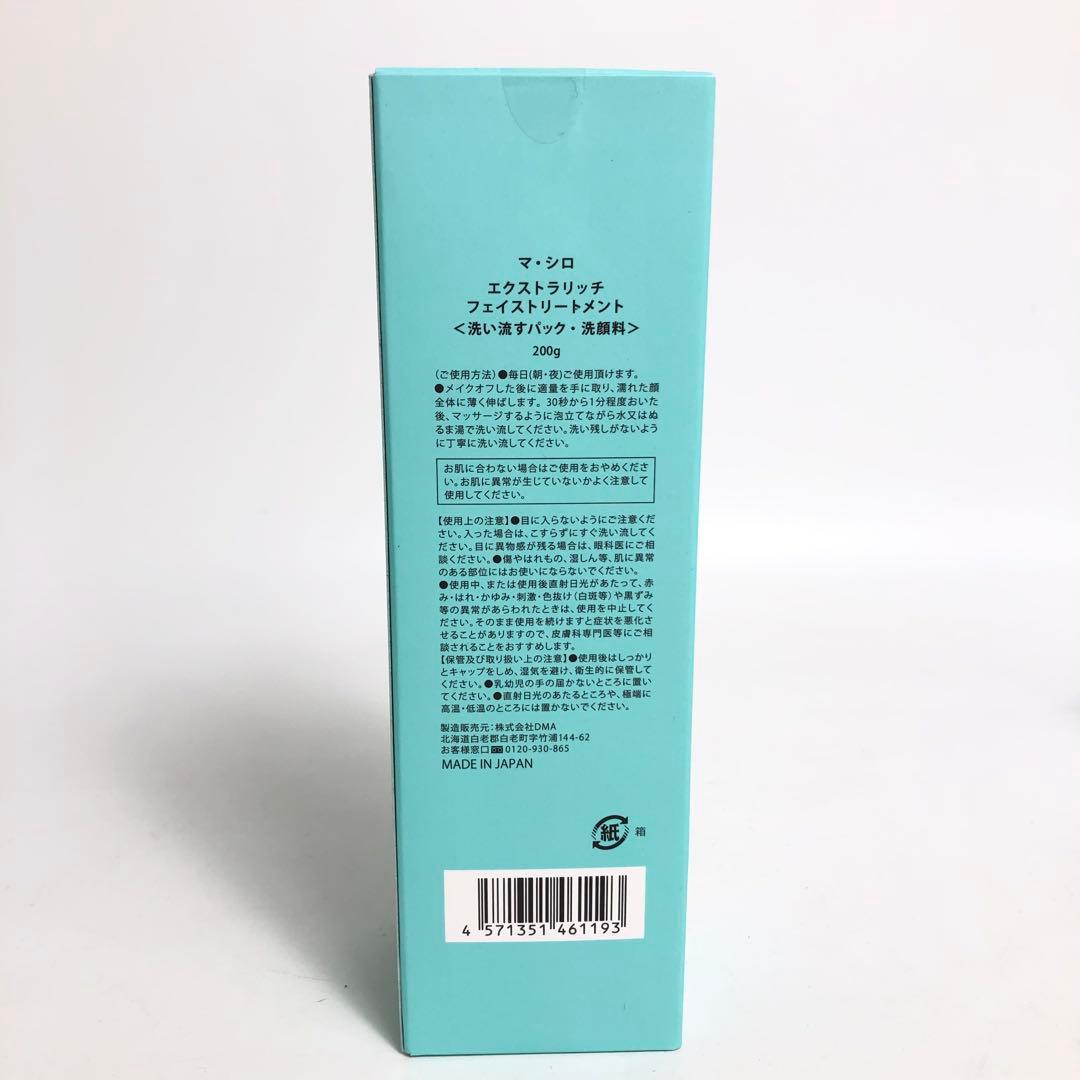 マ・シロ
エクストラリッチ
フェイストリートメント
<洗い流すパック・洗顔料>
200g
(ご使用方法)●毎日(朝・夜)ご使用頂けます。
●メイクオフした後に適量を手に取り、濡れた顔
全体に薄く伸ばします。30秒から1分程度おいた
後、マッサージするように泡立てながら水又はぬ
るま湯で洗い流してください。洗い残しがないよう
に丁寧に洗い流してください。
お肌に合わない場合はご使用をおやめくださ
い。お肌に異常が生じていないかよく注意して
使用してください。
【使用上の注意】●目に入らないようにご注意くだ
さい。入った場合は、こすらずにすぐ洗い流してく
ださい。目に異物感が残る場合は、眼科医にご相
談ください。●傷やはれもの、湿しん等、肌に異常
のある部位にはお使いにならないでください。
●使用中、または使用後直射日光があたって、赤
み・はれ・かゆみ・刺激・色抜け(白斑等)や黒ずみ
等の異常があらわれたときは、使用を中止してく
ださい。そのまま使用を続けますと症状を悪化さ
せることがありますので、皮膚科専門医等にご相
談されることをおすすめします。
【保管及び取り扱い上の注意】●使用後はしっかり
とキャップをしめ、湿気を避け、衛生的に保管して
ください。●乳幼児の手の届かないところに置い
てください。●直射日光のあたるところや、極端に
高温・低温のところには置かないでください。
製造販売元:株式会社DMA
北海道白老郡白老町字竹浦144-62
お客様窓口 0120-930-865
MADE IN JAPAN
紙 箱
4 571351 461193